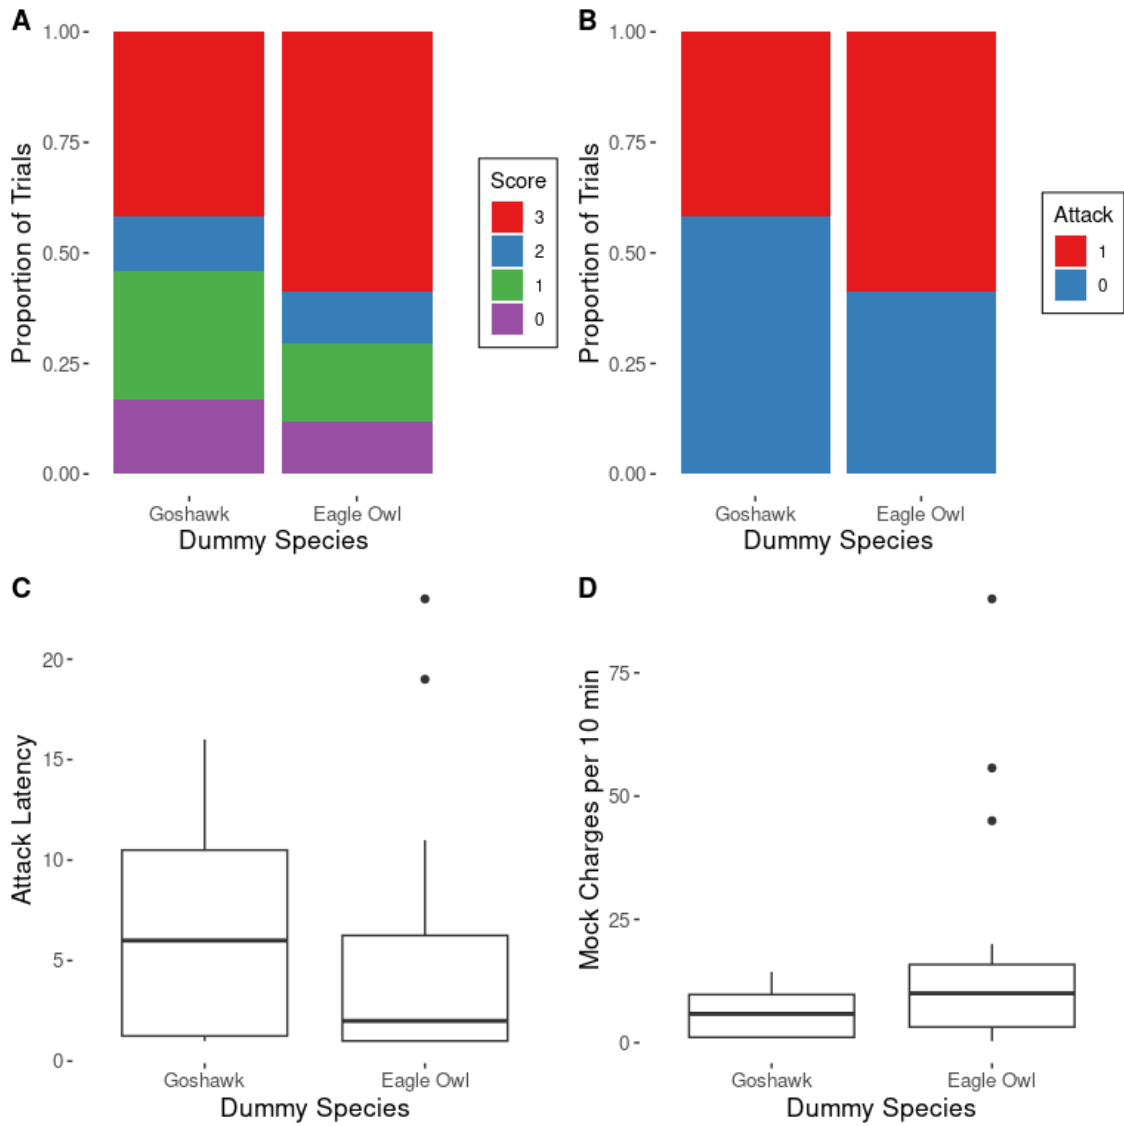 A
Proportion of Trials
1.00
0.75
0.50
0.25
0.00
Goshawk
Eagle Owl
Dummy Species
Score
3
2
1
0
B
Proportion of Trials
1.00
0.75
0.50
0.25
0.00
Goshawk
Eagle Owl
Dummy Species
Attack
1
0
C
Attack Latency
20
15
10
5
0
Goshawk
Eagle Owl
Dummy Species
D
Mock Charges per 10 min
75
50
25
0
Goshawk
Eagle Owl
Dummy Species